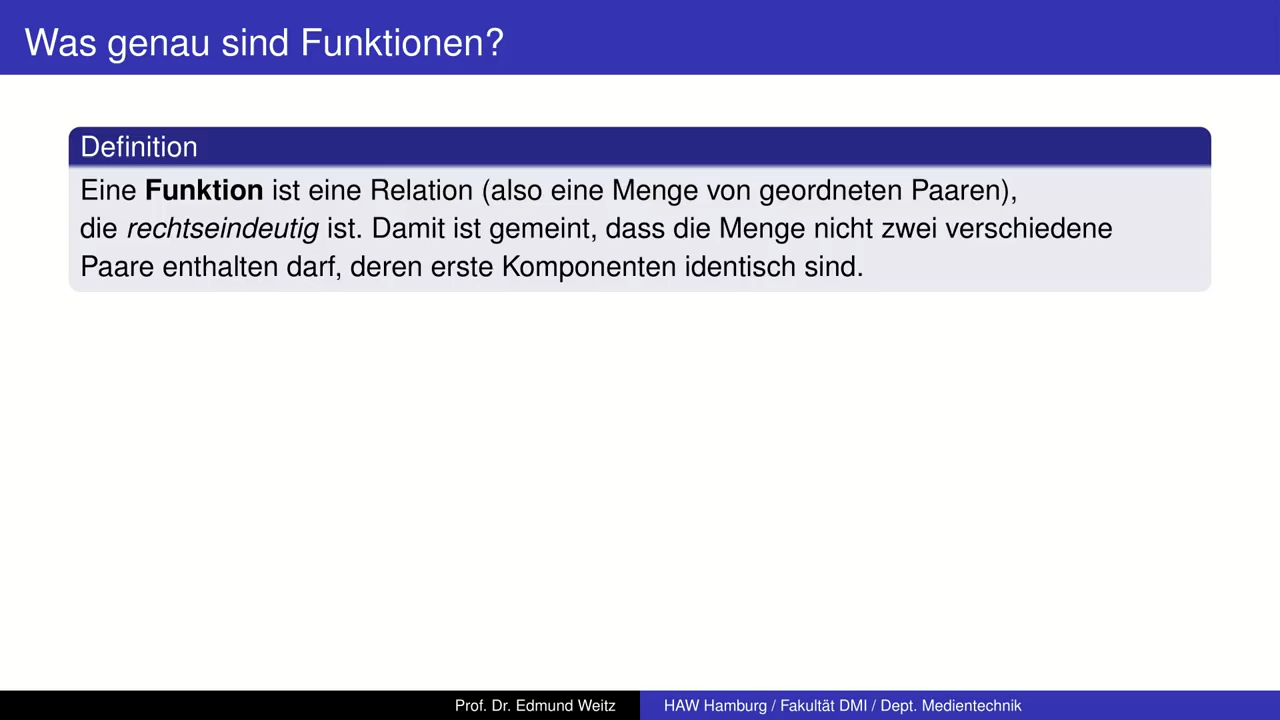 Was genau sind Funktionen?
Definition
Eine Funktion ist eine Relation (also eine Menge von geordneten Paaren),
die rechtseindeutig ist. Damit ist gemeint, dass die Menge nicht zwei verschiedene
Paare enthalten darf, deren erste Komponenten identisch sind.
Prof. Dr. Edmund Weitz
HAW Hamburg / Fakultät DMI / Dept. Medientechnik